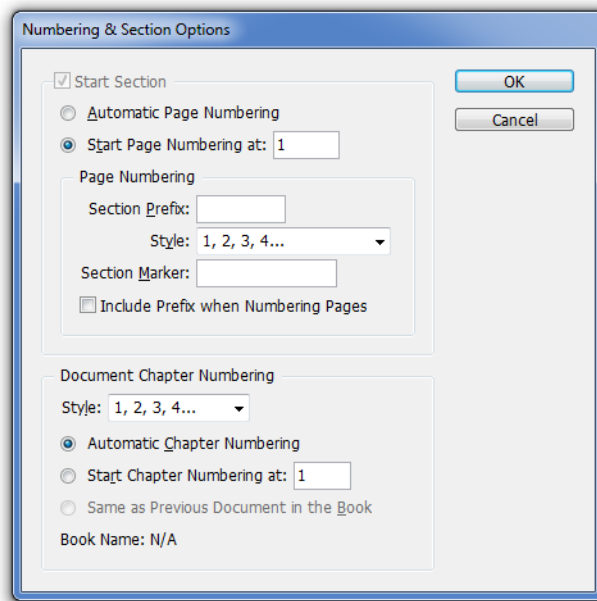 Numbering & Section Options
Start Section
OK
Automatic Page Numbering
Cancel
Start Page Numbering at: 1
Page Numbering
Section Prefix:
Style: 1, 2, 3, 4...
Section Marker:
Include Prefix when Numbering Pages
Document Chapter Numbering
Style: 1, 2, 3, 4...
Automatic Chapter Numbering
Start Chapter Numbering at: 1
Same as Previous Document in the Book
Book Name: N/A